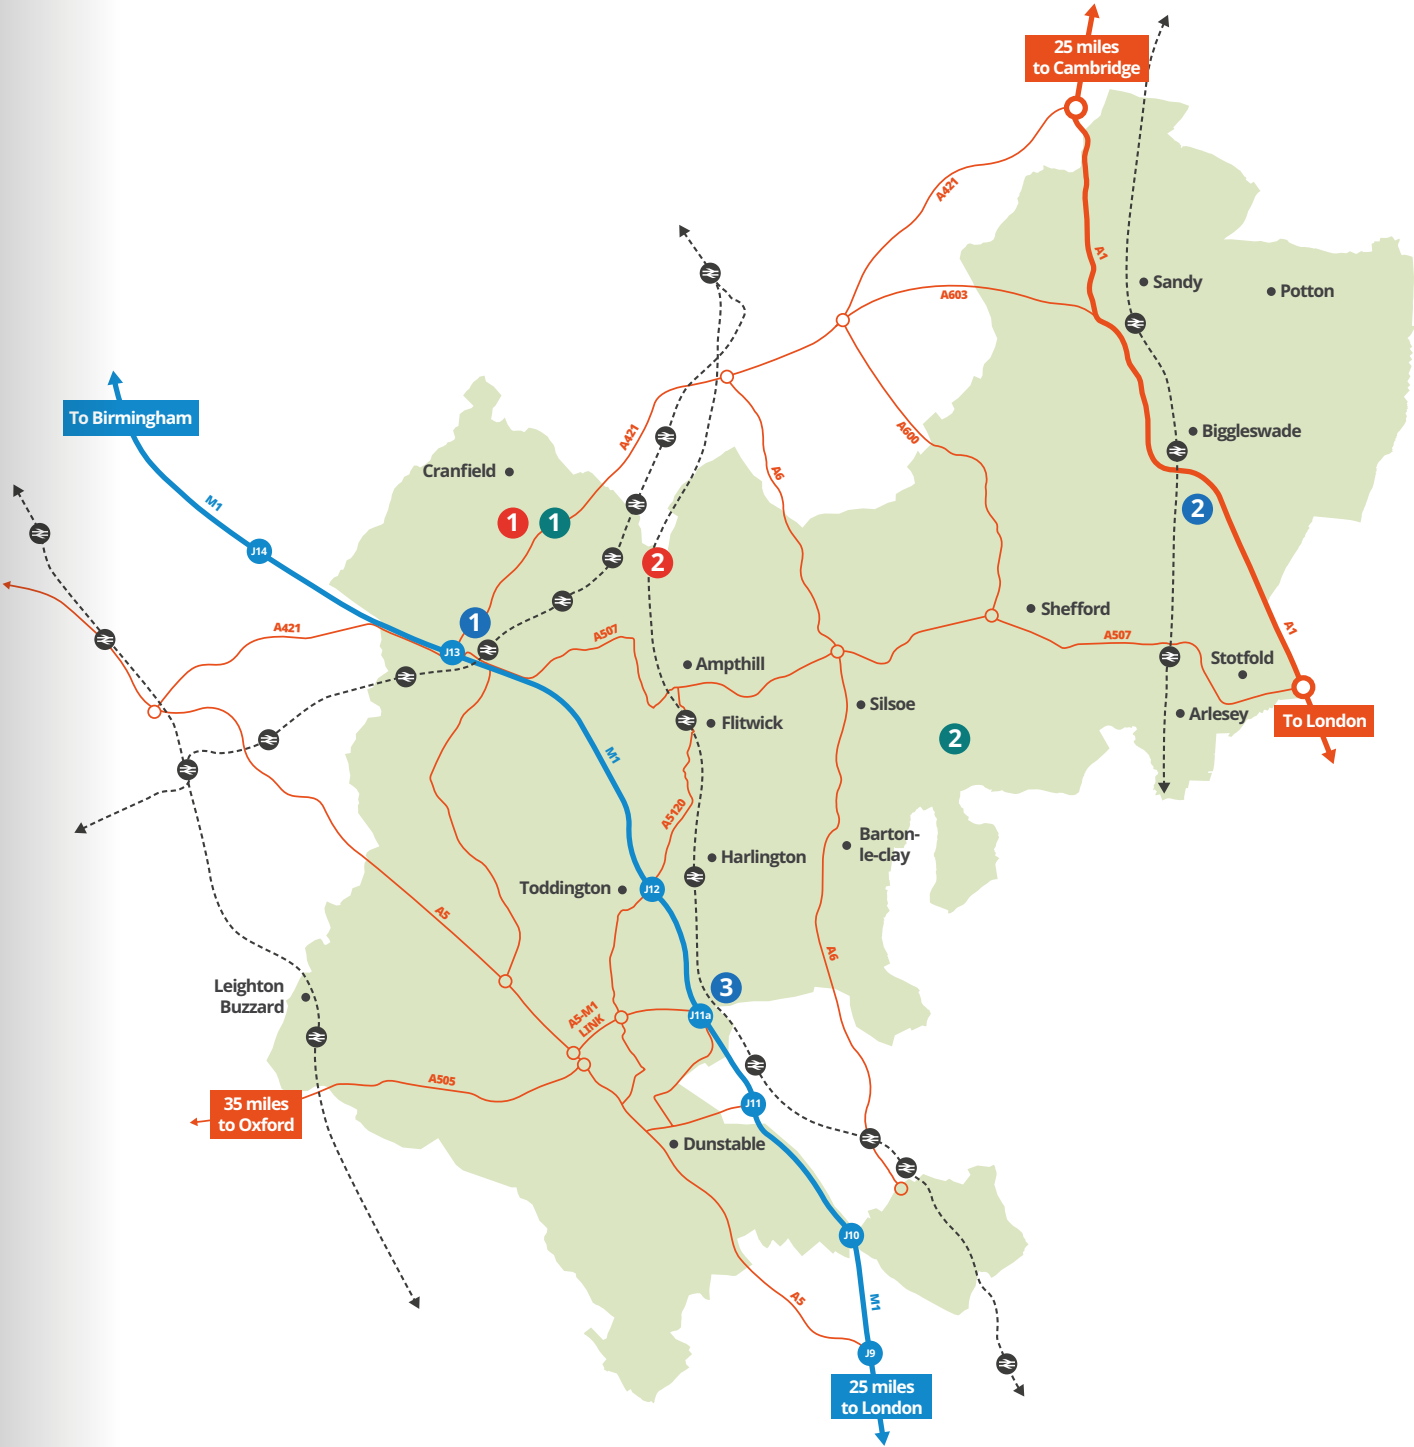 25 miles
to Cambridge
A421
A1
Sandy
Potton
A603
To Birmingham
A421
A600
Biggleswade
Cranfield
A6
M1
1
1
2
2
J14
A421
1
J13
A507
Shefford
A507
A1
Stotfold
Ampthill
Silsoe
Flitwick
Arlesey
To London
2
M1
A5120
Barton-
le-clay
Harlington
Toddington
J12
A5
A6
Leighton
Buzzard
3
A5-M1
LINK
J11a
A505
35 miles
to Oxford
J11
Dunstable
J10
A5
M1
J9
25 miles
to London